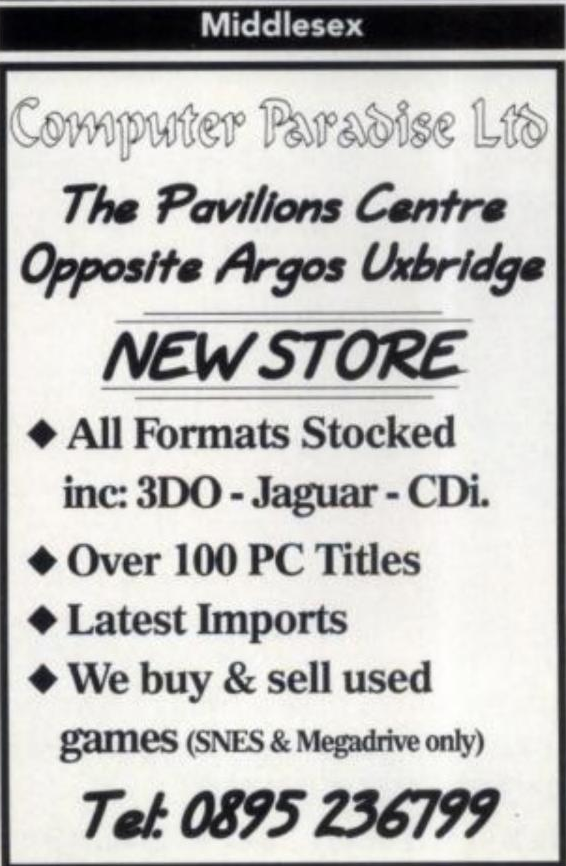 Middlesex
Computer Paradise Ltd
The Pavilions Centre
Opposite Argos Uxbridge
NEW STORE
◆ All Formats Stocked
inc: 3DO - Jaguar - CDi.
◆ Over 100 PC Titles
◆ Latest Imports
◆ We buy & sell used
games (SNES & Megadrive only)
Tel: 0895 236799